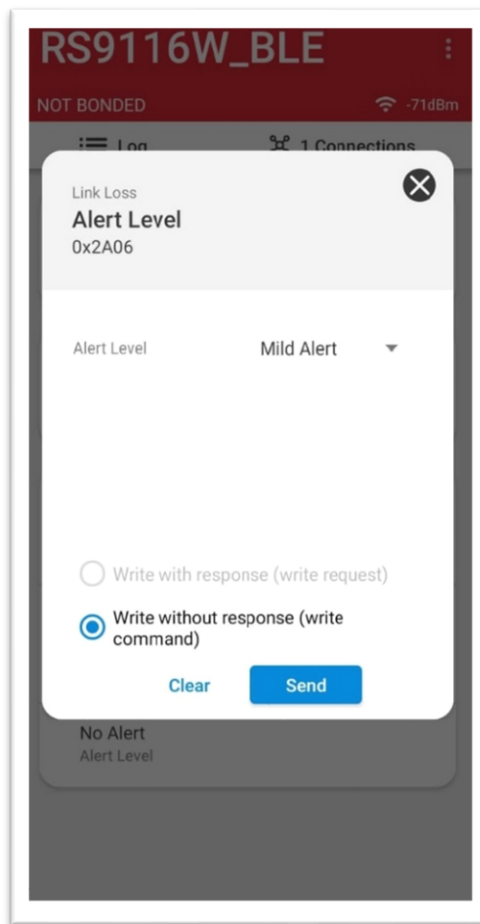 RS9116W_BLE
NOT BONDED
-71dBm
Log
1 Connections
Link Loss
Alert Level
0x2A06
Alert Level
Mild Alert
Write with response (write request)
Write without response (write
command)
Clear
Send
No Alert
Alert Level